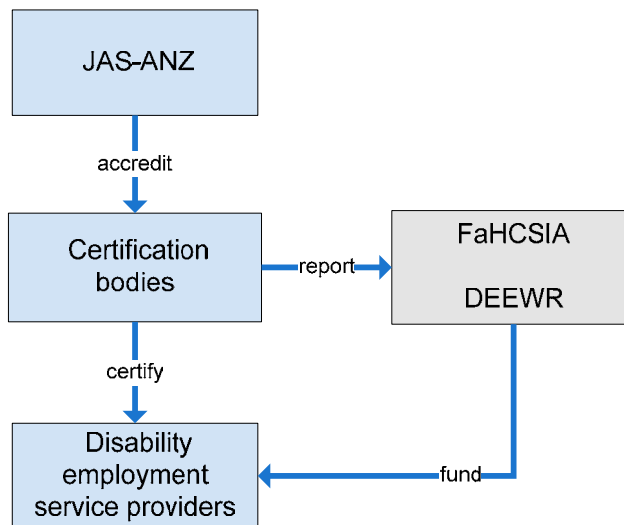 JAS-ANZ
accredit
Certification
bodies
report
FaHCSIA
DEEWR
certify
Disability
employment
service providers
fund